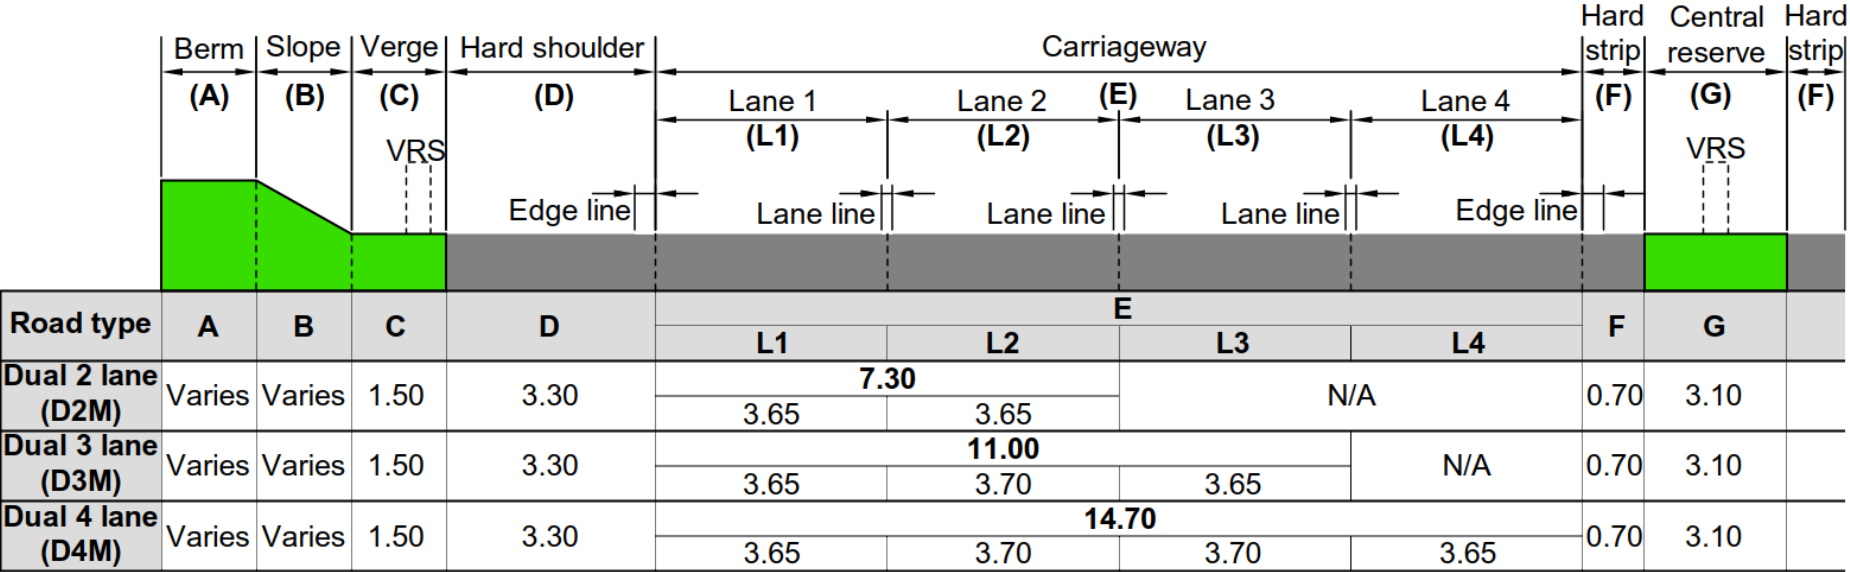 Hard Central Hard
Berm Slope Verge Hard shoulder Carriageway strip reserve strip
(A) (B) (C) (D) (E) (F) (G) (F)
Lane 1 Lane 2 Lane 3 Lane 4
(L1) (L2) (L3) (L4)
VRS VRS
Edge line Lane line Lane line Lane line Edge line
Road type A B C D E F G
L1 L2 L3 L4
Dual 2 lane
(D2M) Varies Varies 1.50 3.30 7.30 N/A 0.70 3.10
3.65 3.65
Dual 3 lane
(D3M) Varies Varies 1.50 3.30 11.00 N/A 0.70 3.10
3.65 3.70 3.65
Dual 4 lane
(D4M) Varies Varies 1.50 3.30 14.70 0.70 3.10
3.65 3.70 3.70 3.65